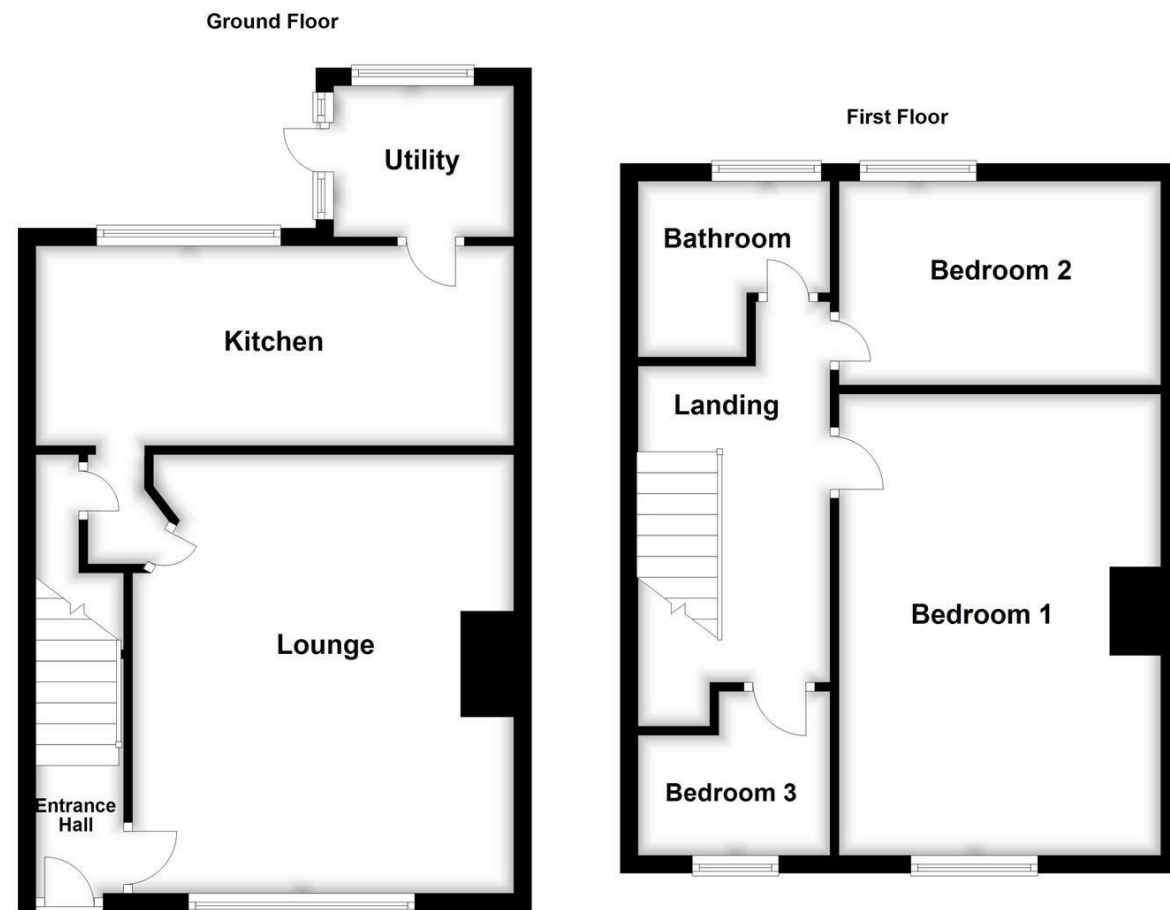 Ground Floor
Utility
Kitchen
Lounge
Entrance
Hall
First Floor
Bathroom
Bedroom 2
Landing
Bedroom 1
Bedroom 3